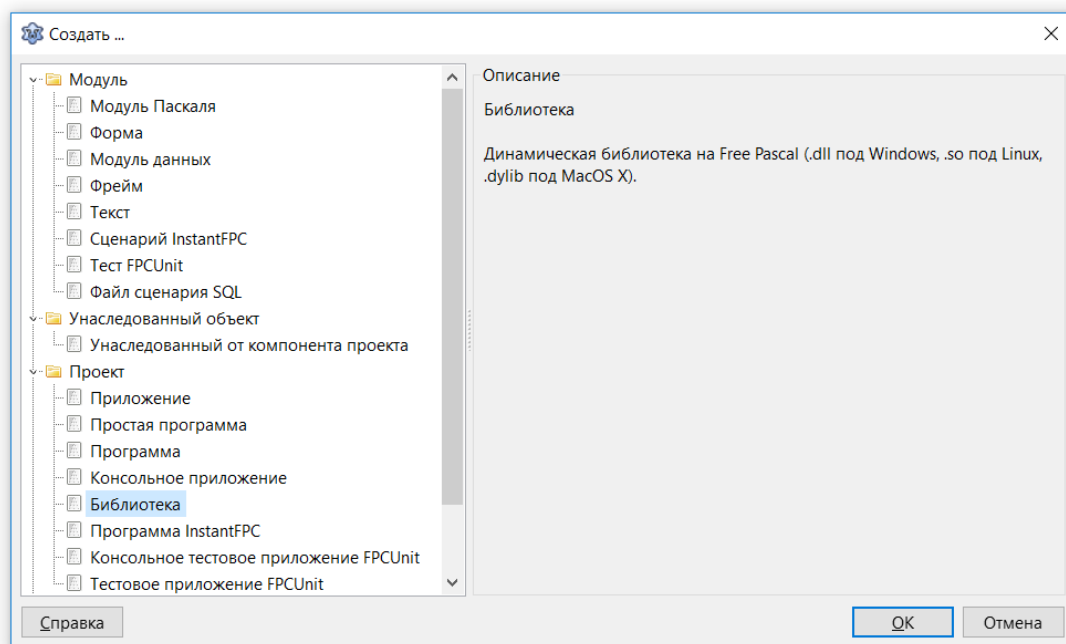 Создать ...
Модуль
Модуль Паскаля
Форма
Модуль данных
Фрейм
Текст
Сценарий InstantFPC
Тест FPCUnit
Файл сценария SQL
Унаследованный объект
Унаследованный от компонента проекта
Проект
Приложение
Простая программа
Программа
Консольное приложение
Библиотека
Программа InstantFPC
Консольное тестовое приложение FPCUnit
Тестовое приложение FPCUnit
Описание
Библиотека
Динамическая библиотека на Free Pascal (.dll под Windows, .so под Linux,
.dylib под MacOS X).
Справка
OK
Отмена